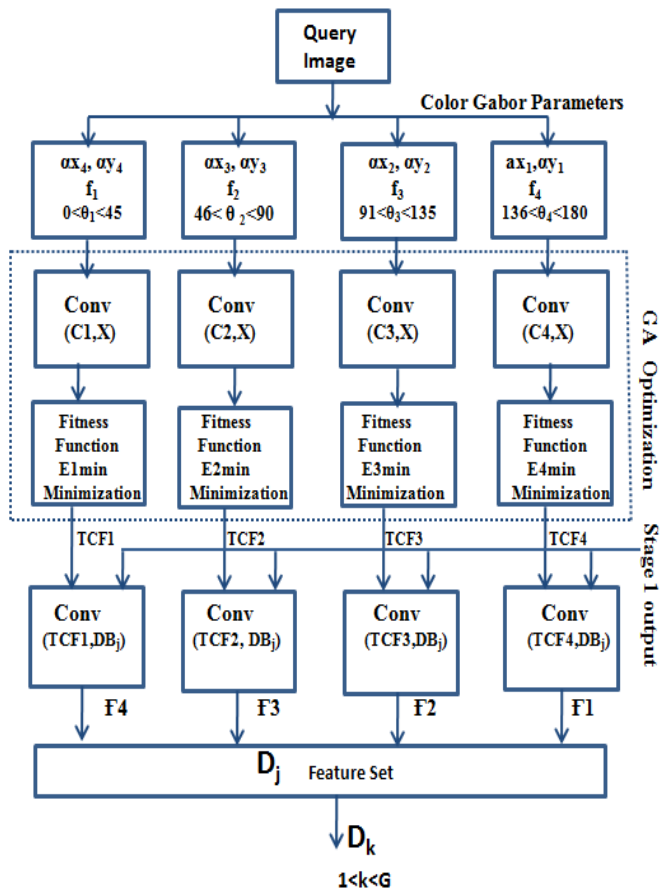 Query
Image
Color Gabor Parameters
αx₄, αy₄
f₁
0<θ₁<45
αx₃, αy₃
f₂
46< θ ₂<90
αx₂, αy₂
f₃
91<θ₃<135
ax₁,αy₁
f₄
136<θ₄<180
Conv
(C1,X)
Conv
(C2,X)
Conv
(C3,X)
Conv
(C4,X)
Fitness
Function
E1min
Minimization
Fitness
Function
E2min
Minimization
Fitness
Function
E3min
Minimization
Fitness
Function
E4min
Minimization
GA Optimization
TCF1
TCF2
TCF3
TCF4
Stage 1 output
Conv
(TCF1,DBⱼ)
Conv
(TCF2, DBⱼ)
Conv
(TCF3,DBⱼ)
Conv
(TCF4,DBⱼ)
F4
F3
F2
F1
Dⱼ Feature Set
Dₖ
1<k<G